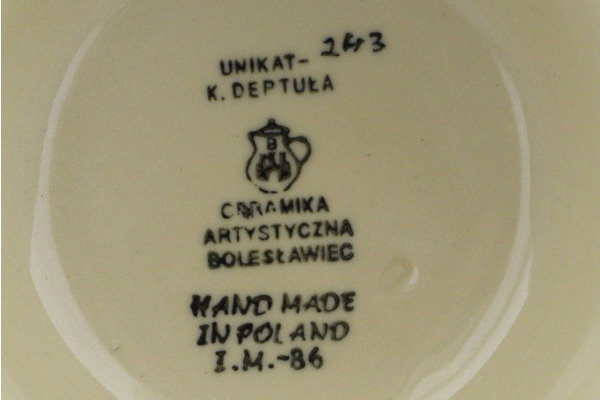 UNIKAT- 243
K. DEPTUŁA
B
CERAMIKA
ARTYSTYCZNA
BOLESŁAWIEC
HAND MADE
IN POLAND
I.M.-86